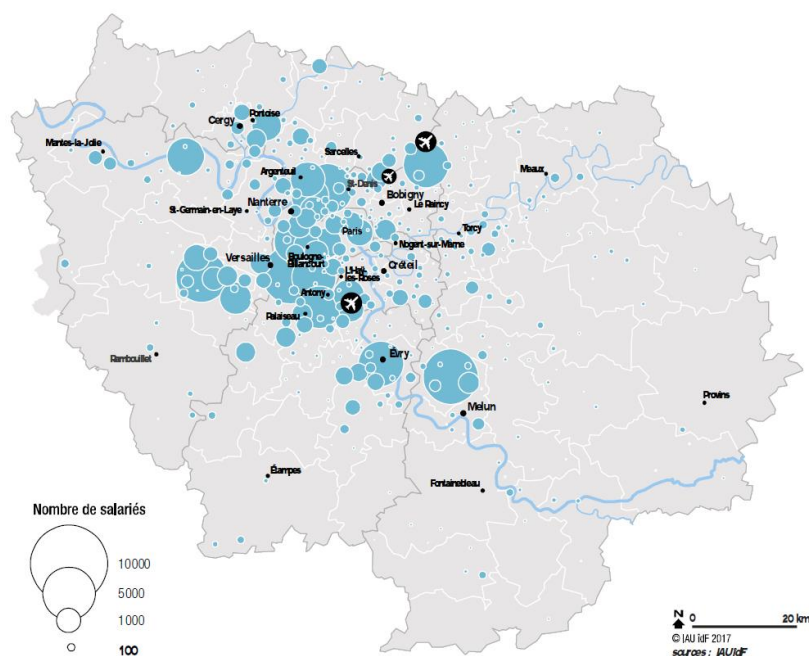 Pontoise
Cergy
Mantes-la-Jolie
Sarcelles
Meaux
Argenteuil
St-Denis
Bobigny
Le Raincy
Nanterre
St-Germain-en-Laye
Paris
Torcy
Nogent-sur-Marne
Versailles
Boulogne-
Billancourt
L'Haÿ-
les-Roses
Créteil
Antony
Palaiseau
Rambouillet
Évry
Provins
Melun
Étampes
Fontainebleau
Nombre de salariés
10000
5000
1000
100
N
0
20 km
© IAU îdF 2017
sources : IAUîdF